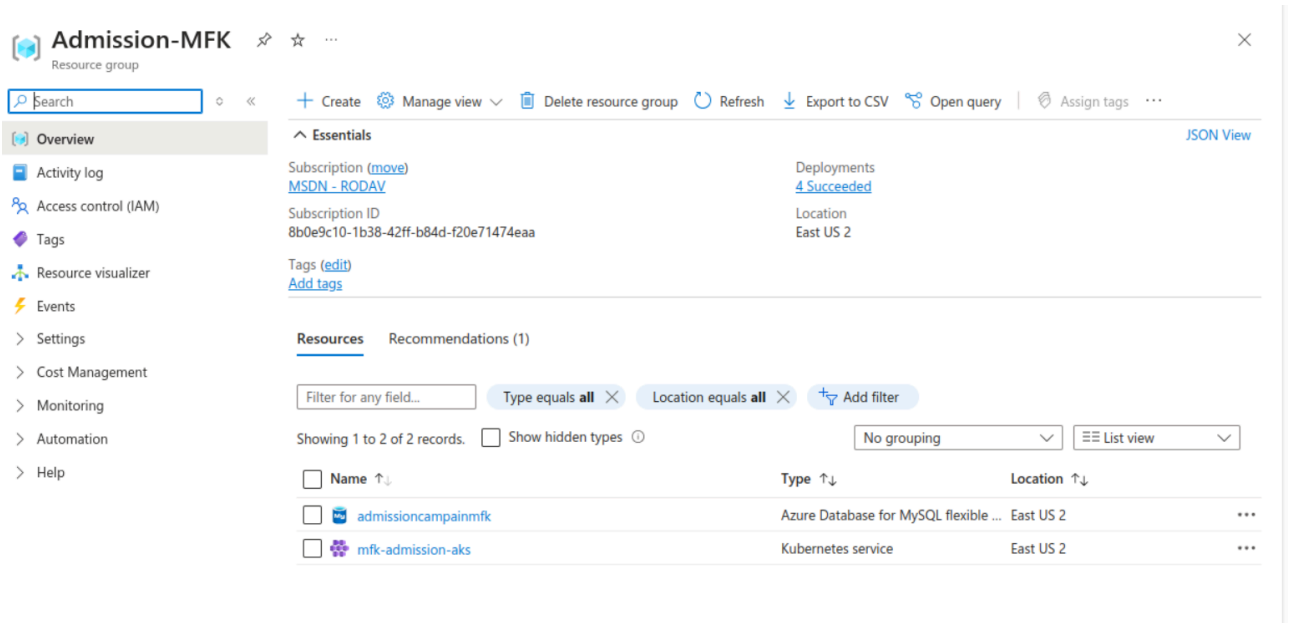 Admission-MFK
Resource group
Search
Overview
Activity log
Access control (IAM)
Tags
Resource visualizer
Events
Settings
Cost Management
Monitoring
Automation
Help
Create Manage view Delete resource group Refresh Export to CSV Open query Assign tags ...
Essentials JSON View
Subscription (move)
MSDN - RODAV
Subscription ID
8b0e9c10-1b38-42ff-b84d-f20e71474eaa
Deployments
4 Succeeded
Location
East US 2
Tags (edit)
Add tags
Resources Recommendations (1)
Filter for any field... Type equals all Location equals all Add filter
Showing 1 to 2 of 2 records. Show hidden types No grouping List view
Name Type Location
admissioncampainmfk Azure Database for MySQL flexible ... East US 2
mfk-admission-aks Kubernetes service East US 2